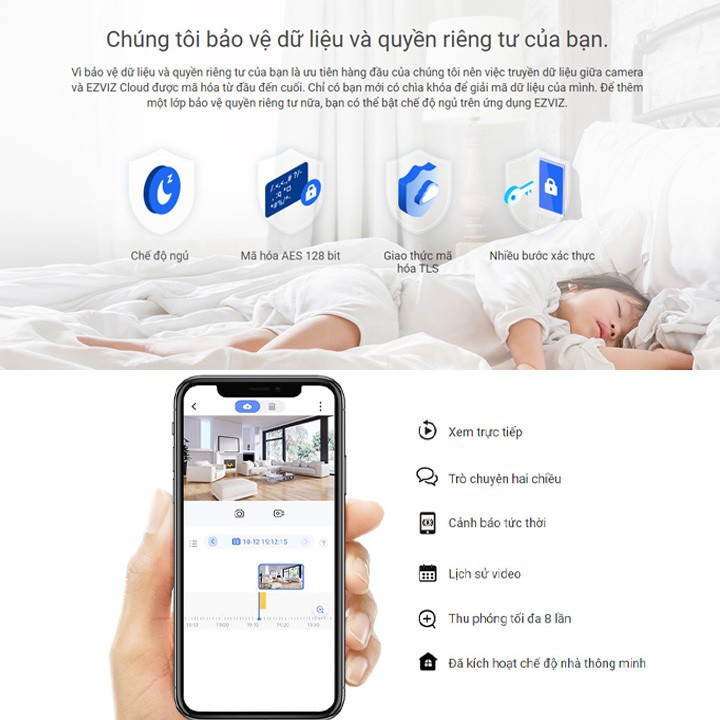 Chúng tôi bảo vệ dữ liệu và quyền riêng tư của bạn.
Vì bảo vệ dữ liệu và quyền riêng tư của bạn là ưu tiên hàng đầu của chúng tôi nên việc truyền dữ liệu giữa camera
và EZVIZ Cloud được mã hóa từ đầu đến cuối. Chỉ có bạn mới có chìa khóa để giải mã dữ liệu của mình. Để thêm
một lớp bảo vệ quyền riêng tư nữa, bạn có thể bật chế độ ngủ trên ứng dụng EZVIZ.
Chế độ ngủ
Mã hóa AES 128 bit
Giao thức mã
hóa TLS
Nhiều bước xác thực
10-12 19:12:15
19:00
19:10
Xem trực tiếp
Trò chuyện hai chiều
Cảnh báo tức thời
Lịch sử video
Thu phóng tối đa 8 lần
Đã kích hoạt chế độ nhà thông minh